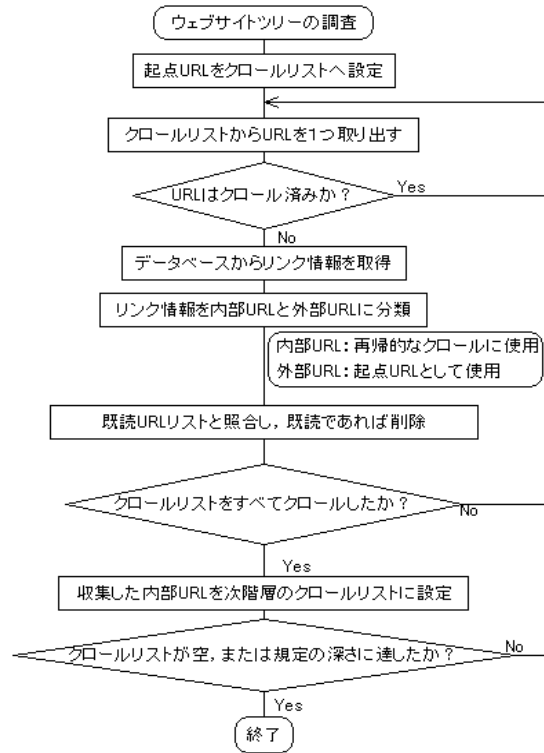 ウェブサイトツリーの調査
起点URLをクロールリストへ設定
クロールリストからURLを1つ取り出す
URLはクロール済みか？
Yes
No
データベースからリンク情報を取得
リンク情報を内部URLと外部URLに分類
内部URL：再帰的なクロールに使用
外部URL：起点URLとして使用
既読URLリストと照合し，既読であれば削除
クロールリストをすべてクロールしたか？
No
Yes
収集した内部URLを次階層のクロールリストに設定
クロールリストが空，または規定の深さに達したか？
No
Yes
終了